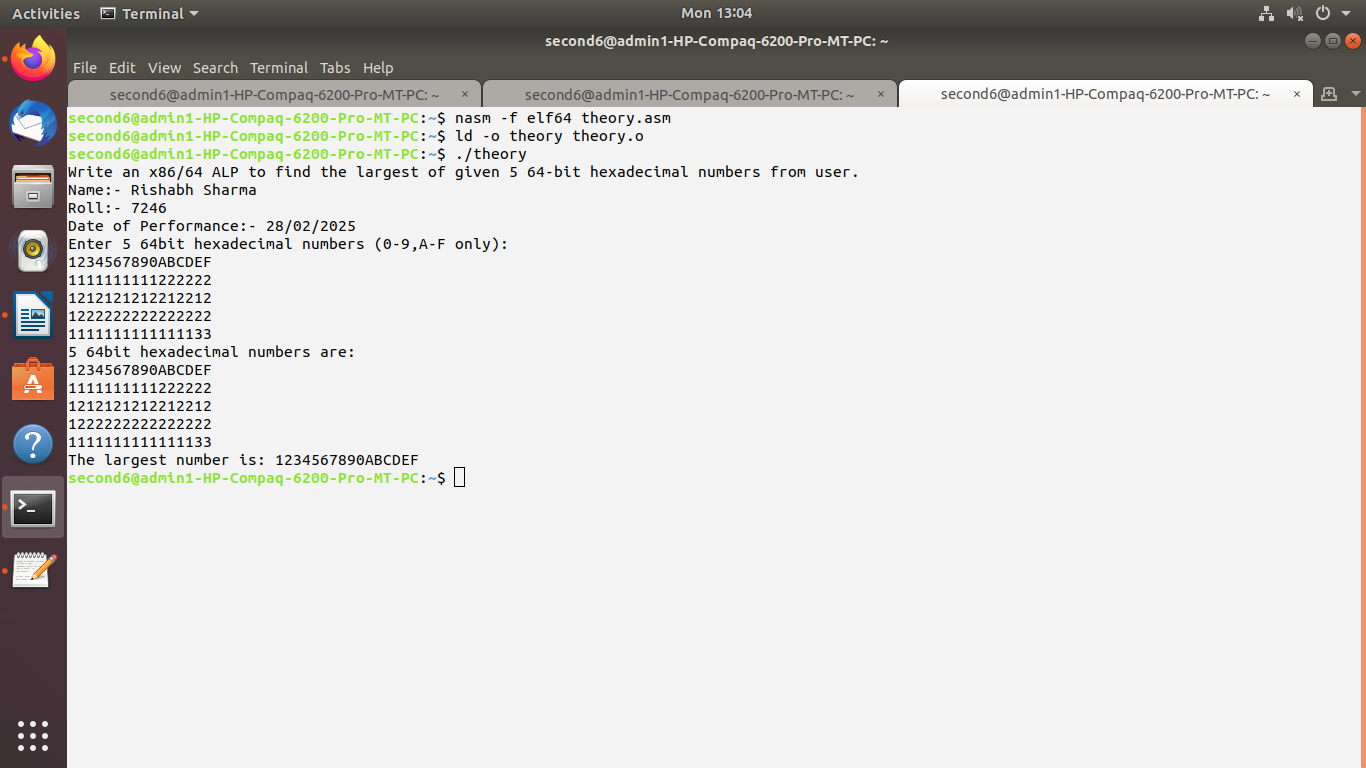 Activities Terminal Mon 13:04
second6@admin1-HP-Compaq-6200-Pro-MT-PC: ~
File Edit View Search Terminal Tabs Help
second6@admin1-HP-Compaq-6200-Pro-MT-PC: ~ second6@admin1-HP-Compaq-6200-Pro-MT-PC: ~ second6@admin1-HP-Compaq-6200-Pro-MT-PC: ~
second6@admin1-HP-Compaq-6200-Pro-MT-PC:~$ nasm -f elf64 theory.asm
second6@admin1-HP-Compaq-6200-Pro-MT-PC:~$ ld -o theory theory.o
second6@admin1-HP-Compaq-6200-Pro-MT-PC:~$ ./theory
Write an x86/64 ALP to find the largest of given 5 64-bit hexadecimal numbers from user.
Name:- Rishabh Sharma
Roll:- 7246
Date of Performance:- 28/02/2025
Enter 5 64bit hexadecimal numbers (0-9,A-F only):
1234567890ABCDEF
1111111111222222
1212121212212212
1222222222222222
1111111111111133
5 64bit hexadecimal numbers are:
1234567890ABCDEF
1111111111222222
1212121212212212
1222222222222222
1111111111111133
The largest number is: 1234567890ABCDEF
second6@admin1-HP-Compaq-6200-Pro-MT-PC:~$